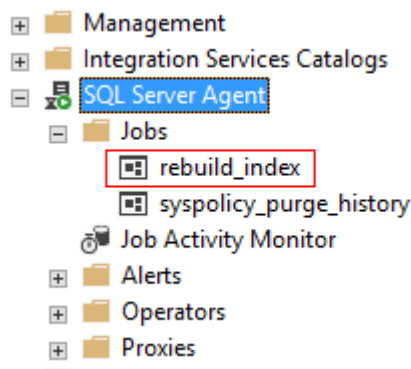 Management
Integration Services Catalogs
SQL Server Agent
Jobs
rebuild_index
syspolicy_purge_history
Job Activity Monitor
Alerts
Operators
Proxies